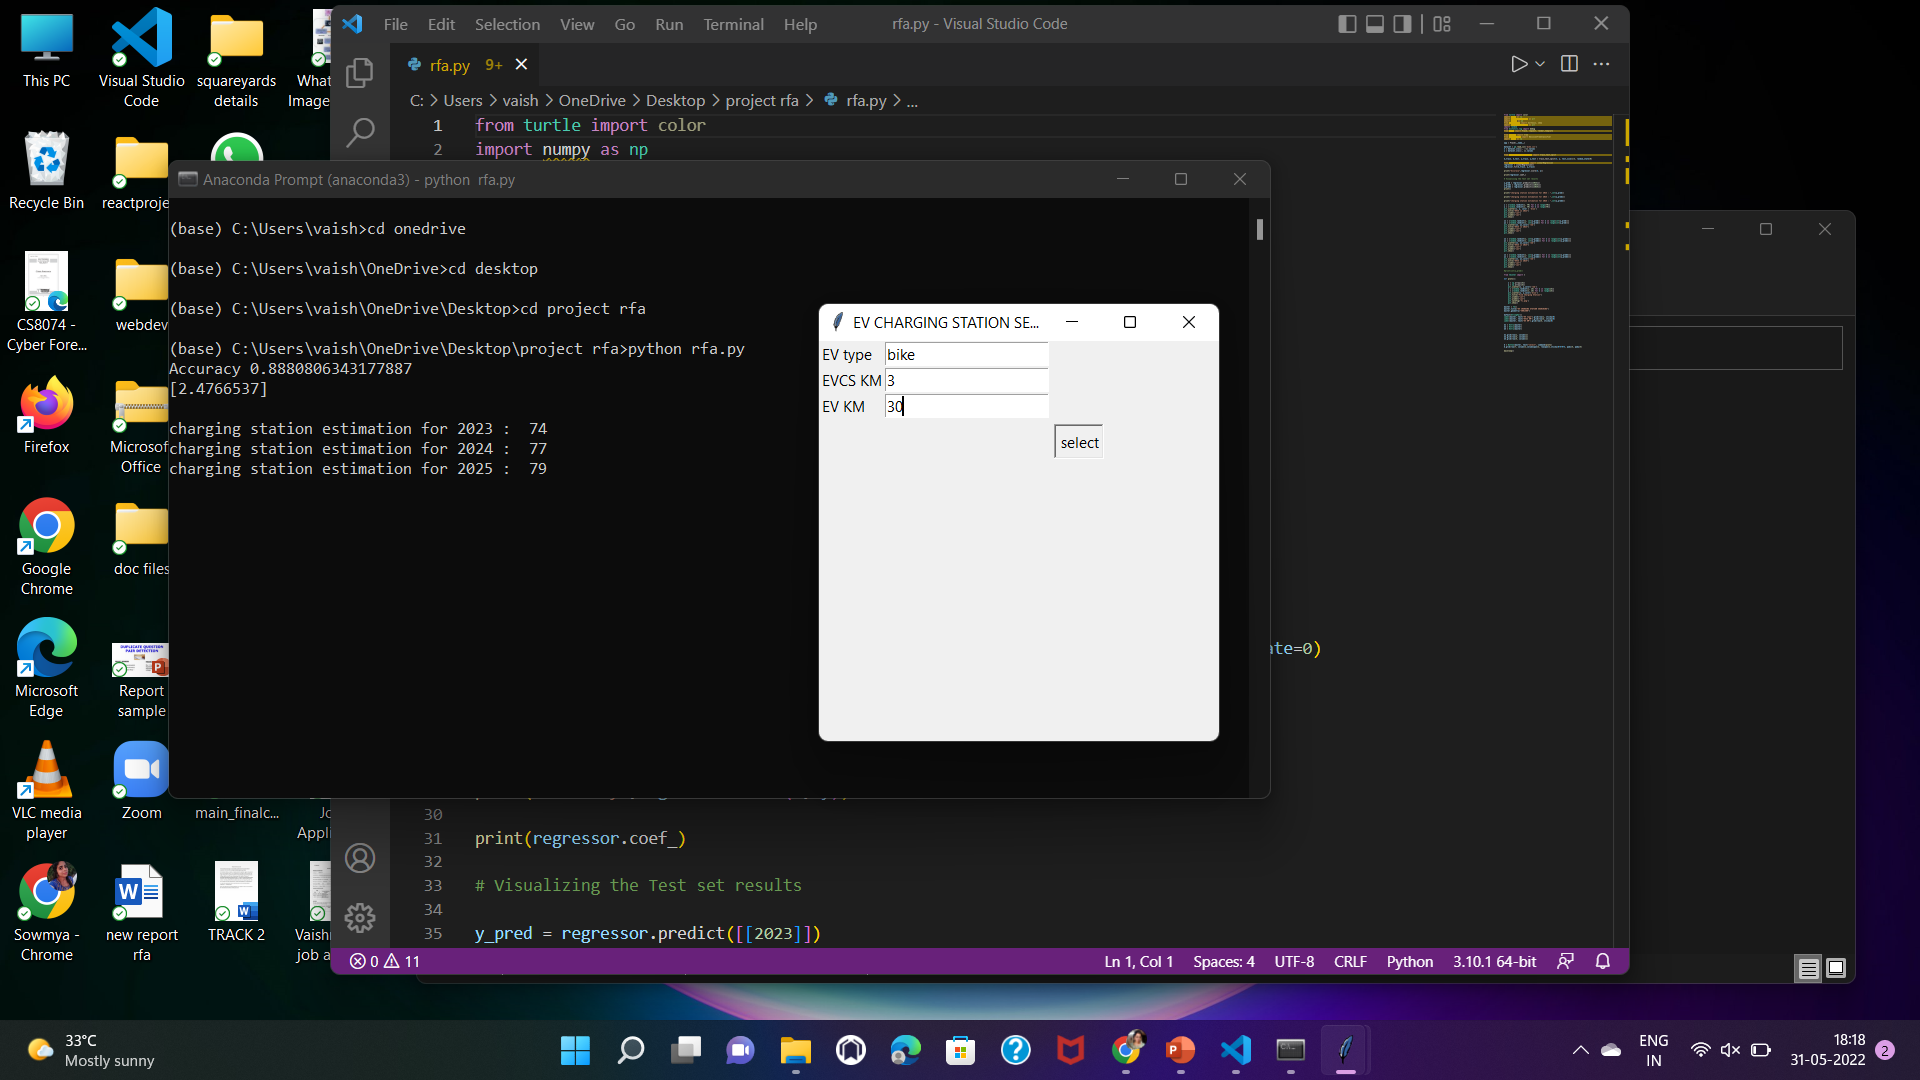 This PC
Visual Studio
Code
squareyards
details
What
Image
Recycle Bin
reactproje
CS8074 -
Cyber Fore...
webdev
Firefox
Microsof
Office
Google
Chrome
doc files
Microsoft
Edge
DUPLICATE QUESTION
PAIR DETECTION
Report
sample
VLC media
player
Zoom
main_finalc...
Jo
Appli
Sowmya -
Chrome
new report
rfa
TRACK 2
Vaish
job a
File Edit Selection View Go Run Terminal Help
rfa.py - Visual Studio Code
rfa.py 9+
C: > Users > vaish > OneDrive > Desktop > project rfa > rfa.py > ...
1 from turtle import color
2 import numpy as np
Anaconda Prompt (anaconda3) - python  rfa.py
(base) C:\Users\vaish>cd onedrive
(base) C:\Users\vaish\OneDrive>cd desktop
(base) C:\Users\vaish\OneDrive\Desktop>cd project rfa
(base) C:\Users\vaish\OneDrive\Desktop\project rfa>python rfa.py
Accuracy 0.8880806343177887
[2.4766537]
charging station estimation for 2023 :  74
charging station estimation for 2024 :  77
charging station estimation for 2025 :  79
EV CHARGING STATION SE...
EV type bike
EVCS KM 3
EV KM 30
select
ate=0)
30
31 print(regressor.coef_)
32
33 # Visualizing the Test set results
34
35 y_pred = regressor.predict([[2023]])
0 11
Ln 1, Col 1 Spaces: 4 UTF-8 CRLF Python 3.10.1 64-bit
33°C
Mostly sunny
ENG
IN
18:18
31-05-2022
2